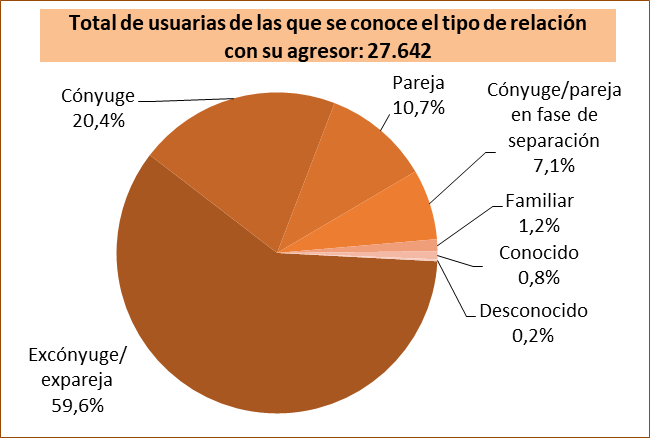 Total de usuarias de las que se conoce el tipo de relación
con su agresor: 27.642
Cónyuge
20,4%
Pareja
10,7%
Cónyuge/pareja
en fase de
separación
7,1%
Familiar
1,2%
Conocido
0,8%
Desconocido
0,2%
Excónyuge/
expareja
59,6%